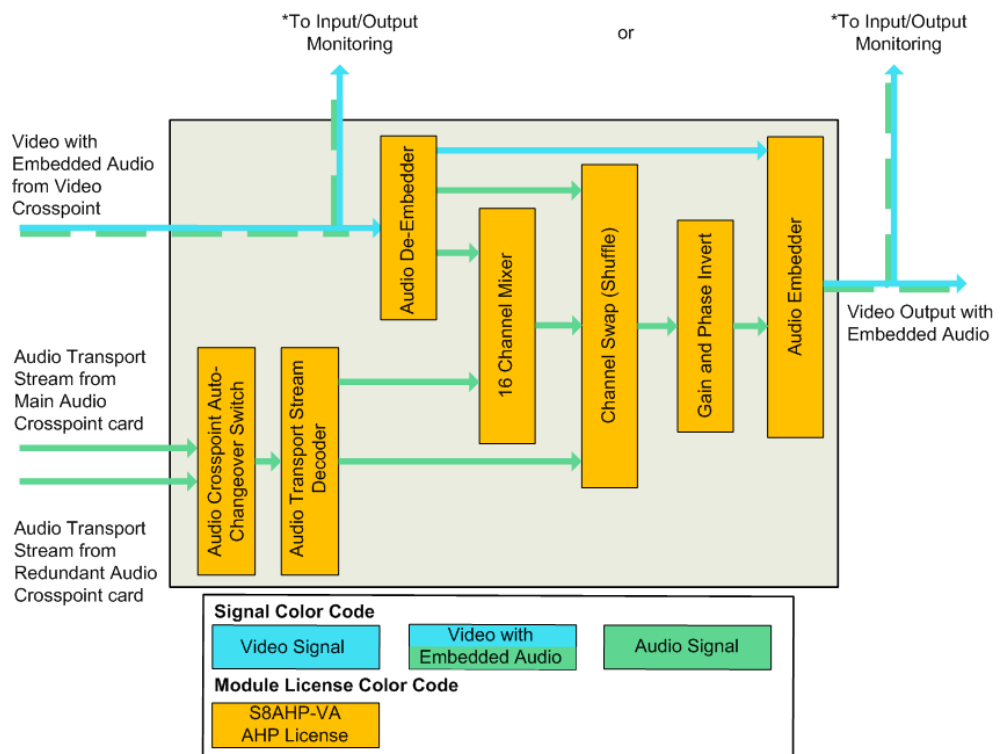 *To Input/Output
Monitoring
or
*To Input/Output
Monitoring
Video with
Embedded Audio
from Video
Crosspoint
Audio De-Embedder
16 Channel Mixer
Channel Swap (Shuffle)
Gain and Phase Invert
Audio Embedder
Video Output with
Embedded Audio
Audio Transport
Stream from
Main Audio
Crosspoint card
Audio Crosspoint Auto-
Changeover Switch
Audio Transport Stream
Decoder
Audio Transport
Stream from
Redundant Audio
Crosspoint card
Signal Color Code
Video Signal
Video with
Embedded Audio
Audio Signal
Module License Color Code
S8AHP-VA
AHP License